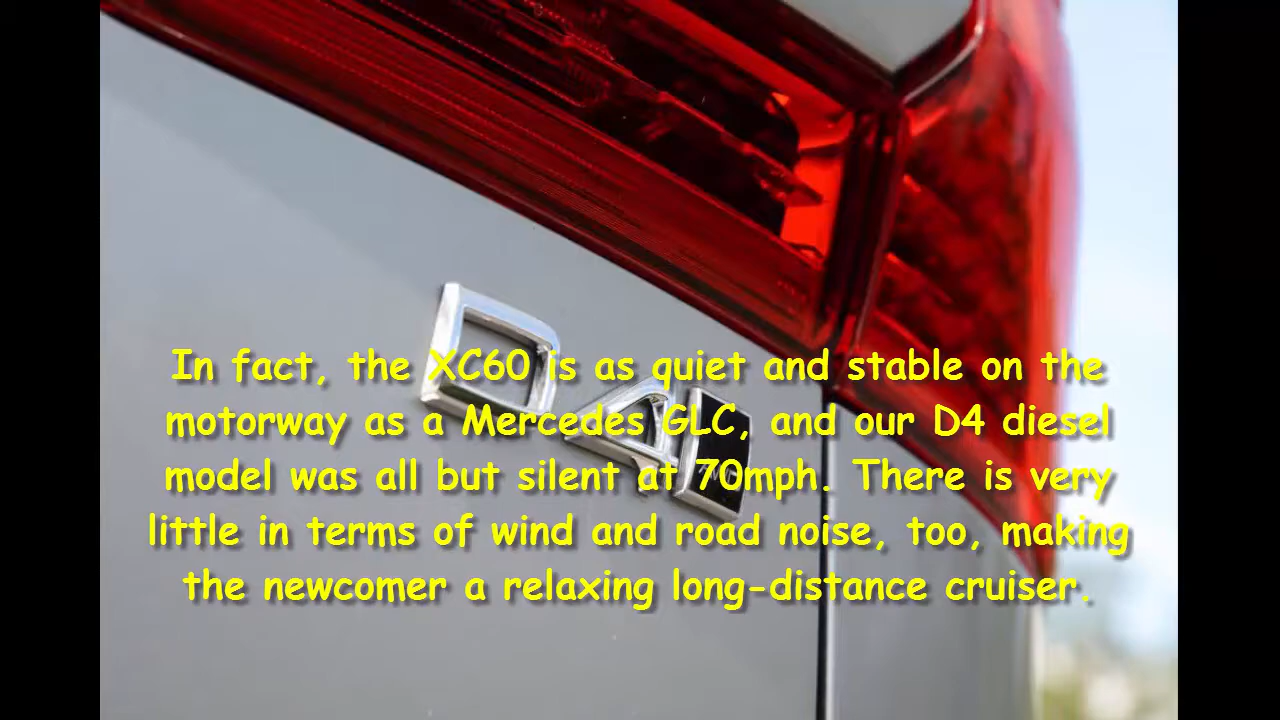 In fact, the XC60 is as quiet and stable on the
motorway as a Mercedes GLC, and our D4 diesel
model was all but silent at 70mph. There is very
little in terms of wind and road noise, too, making
the newcomer a relaxing long-distance cruiser.
D4